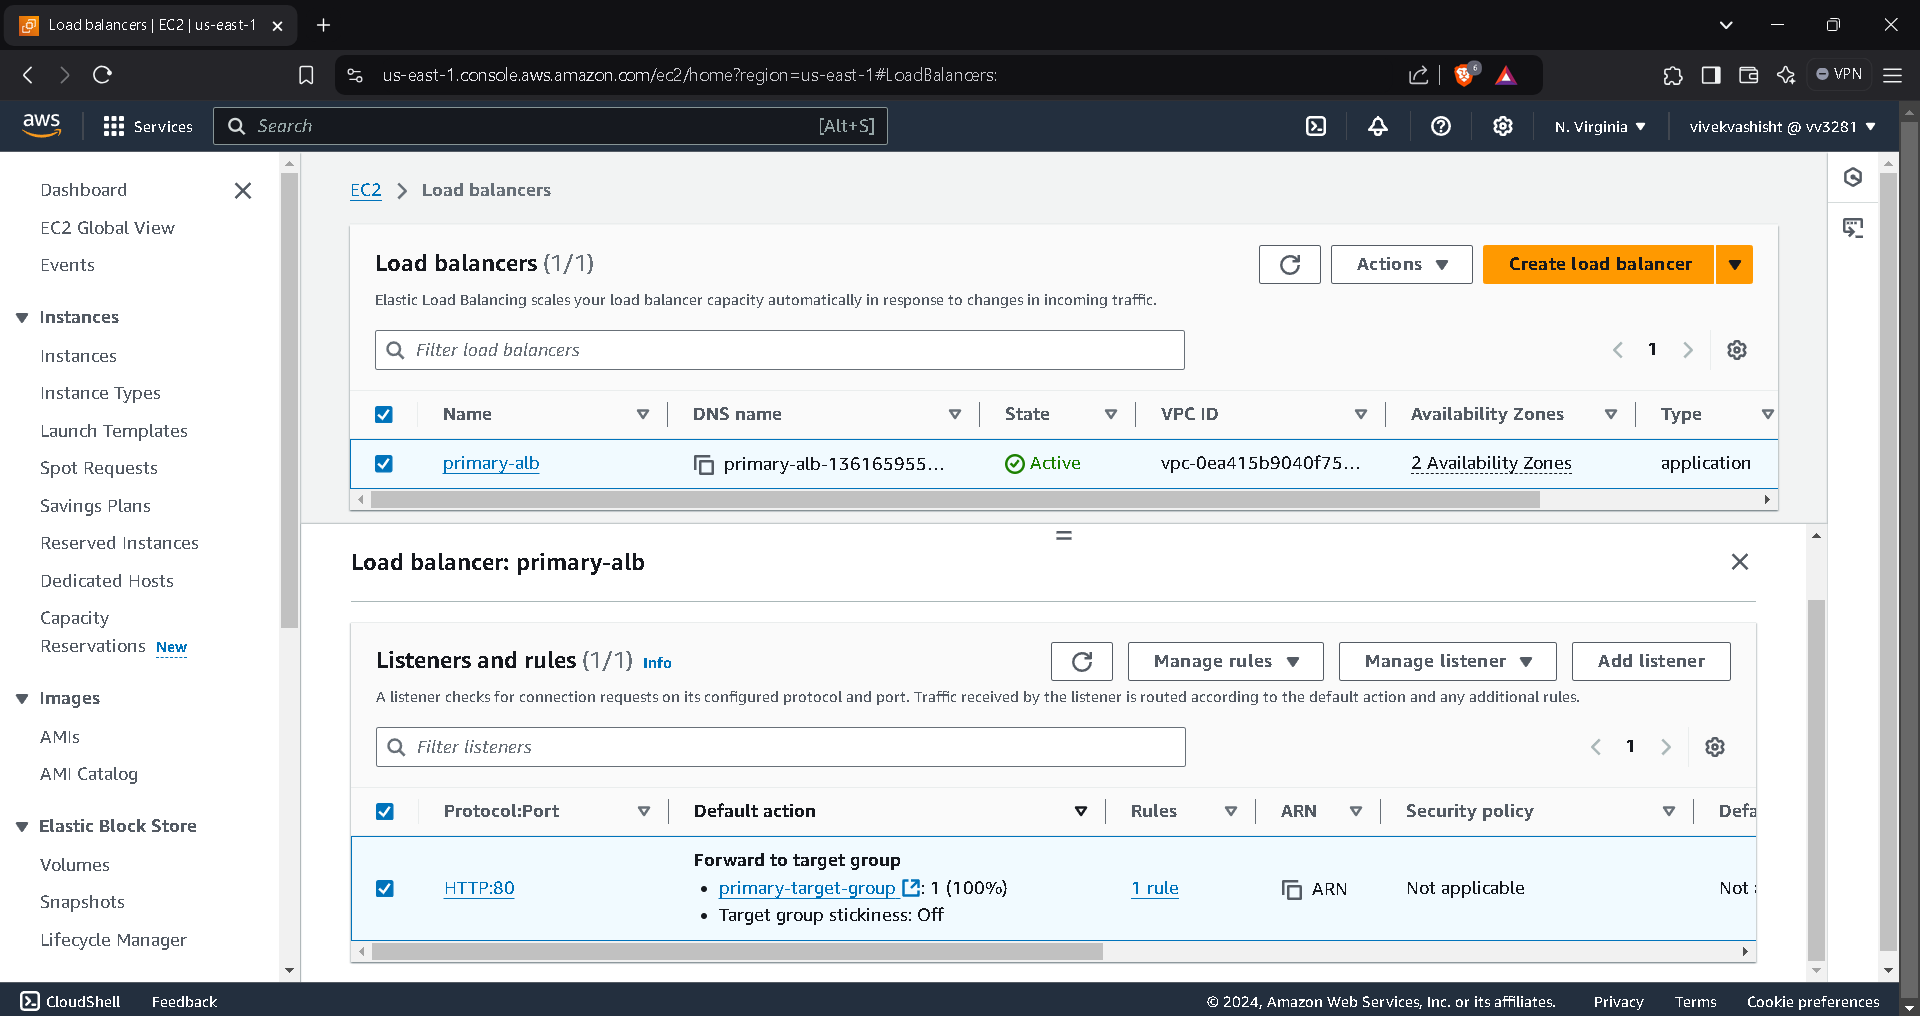 Load balancers | EC2 | us-east-1
us-east-1.console.aws.amazon.com/ec2/home?region=us-east-1#LoadBalancers:
6
VPN
aws
Services
Search
[Alt+S]
N. Virginia
vivekvashisht @ vv3281
Dashboard
EC2 Global View
Events
Instances
Instances
Instance Types
Launch Templates
Spot Requests
Savings Plans
Reserved Instances
Dedicated Hosts
Capacity
Reservations New
Images
AMIs
AMI Catalog
Elastic Block Store
Volumes
Snapshots
Lifecycle Manager
EC2 Load balancers
Load balancers (1/1)
Actions
Create load balancer
Elastic Load Balancing scales your load balancer capacity automatically in response to changes in incoming traffic.
Filter load balancers
1
Name DNS name State VPC ID Availability Zones Type
primary-alb primary-alb-136165955... Active vpc-0ea415b9040f75... 2 Availability Zones application
Load balancer: primary-alb
Listeners and rules (1/1) Info
Manage rules
Manage listener
Add listener
A listener checks for connection requests on its configured protocol and port. Traffic received by the listener is routed according to the default action and any additional rules.
Filter listeners
1
Protocol:Port Default action Rules ARN Security policy Defa
Forward to target group
HTTP:80 • primary-target-group : 1 (100%) 1 rule ARN Not applicable Not
• Target group stickiness: Off
CloudShell Feedback © 2024, Amazon Web Services, Inc. or its affiliates. Privacy Terms Cookie preferences